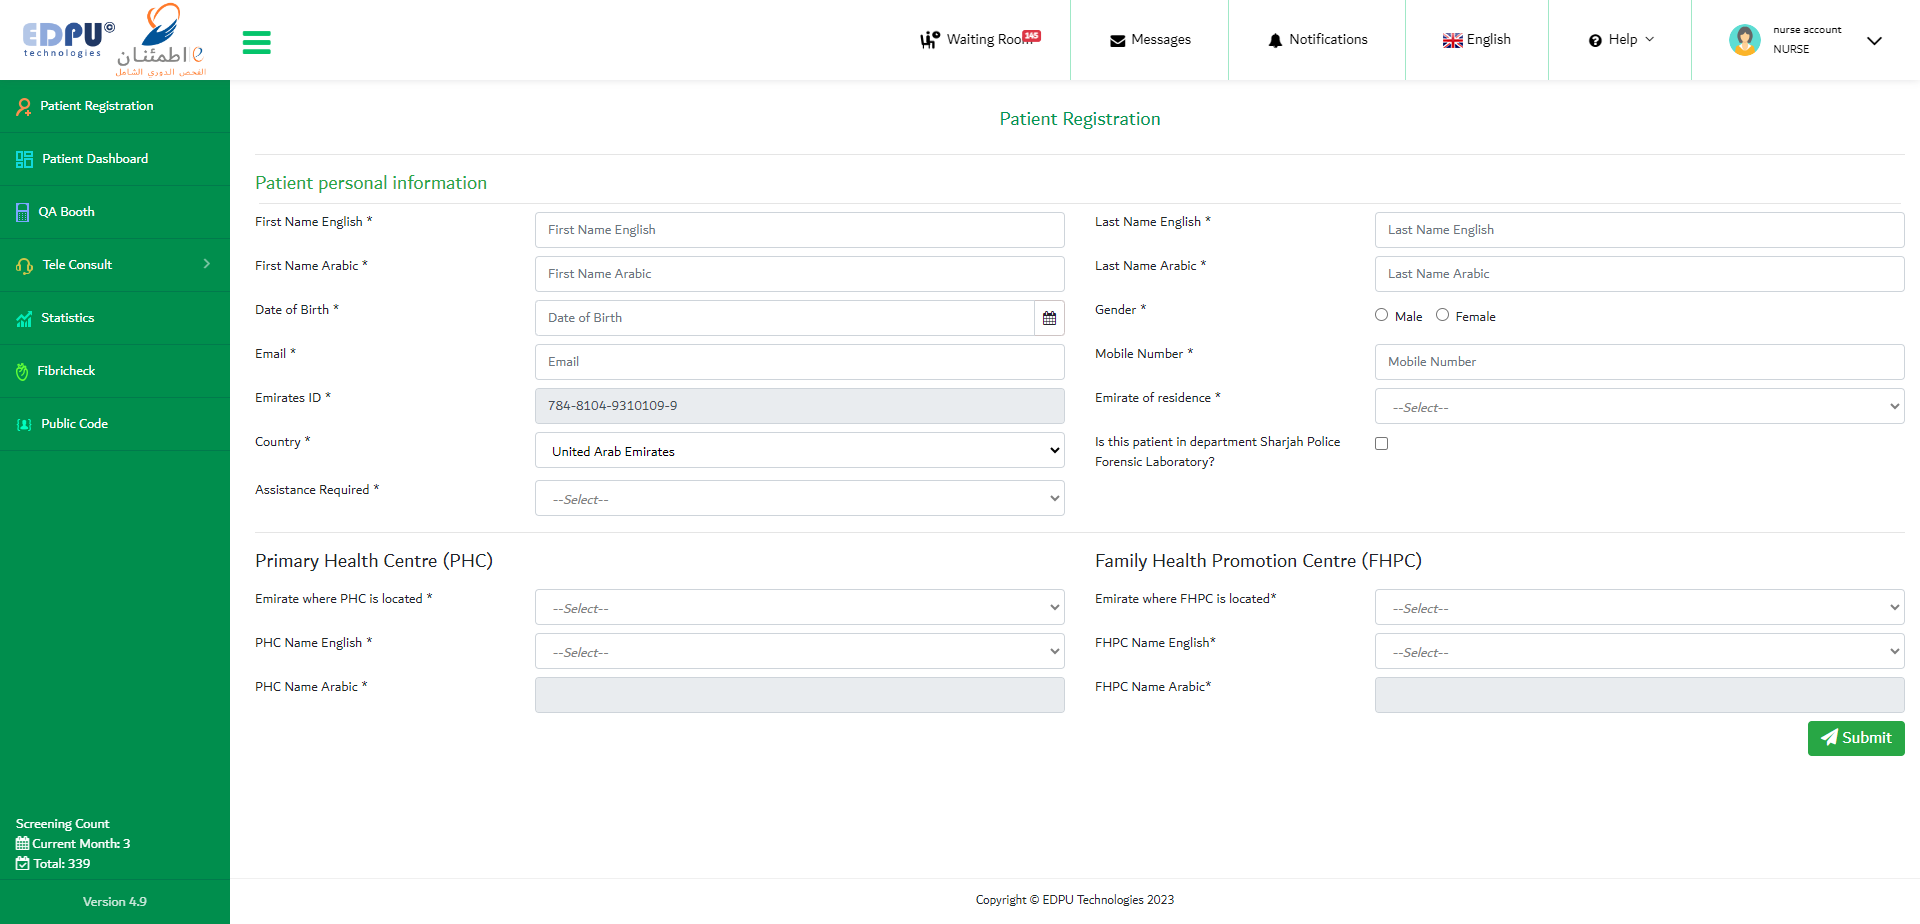 EDPU©
technologies
اطمئنان
الفحص الدوري الشامل
Waiting Room
145
Messages
Notifications
English
Help
nurse account
NURSE
Patient Registration
Patient Dashboard
QA Booth
Tele Consult
Statistics
Fibricheck
Public Code
Screening Count
Current Month: 3
Total: 339
Version 4.9
Patient Registration
Patient personal information
First Name English *
First Name English
Last Name English *
Last Name English
First Name Arabic *
First Name Arabic
Last Name Arabic *
Last Name Arabic
Date of Birth *
Date of Birth
Gender *
Male
Female
Email *
Email
Mobile Number *
Mobile Number
Emirates ID *
784-8104-9310109-9
Emirate of residence *
--Select--
Country *
United Arab Emirates
Is this patient in department Sharjah Police
Forensic Laboratory?
Assistance Required *
--Select--
Primary Health Centre (PHC)
Family Health Promotion Centre (FHPC)
Emirate where PHC is located *
--Select--
Emirate where FHPC is located*
--Select--
PHC Name English *
--Select--
FHPC Name English*
--Select--
PHC Name Arabic *
FHPC Name Arabic*
Submit
Copyright © EDPU Technologies 2023